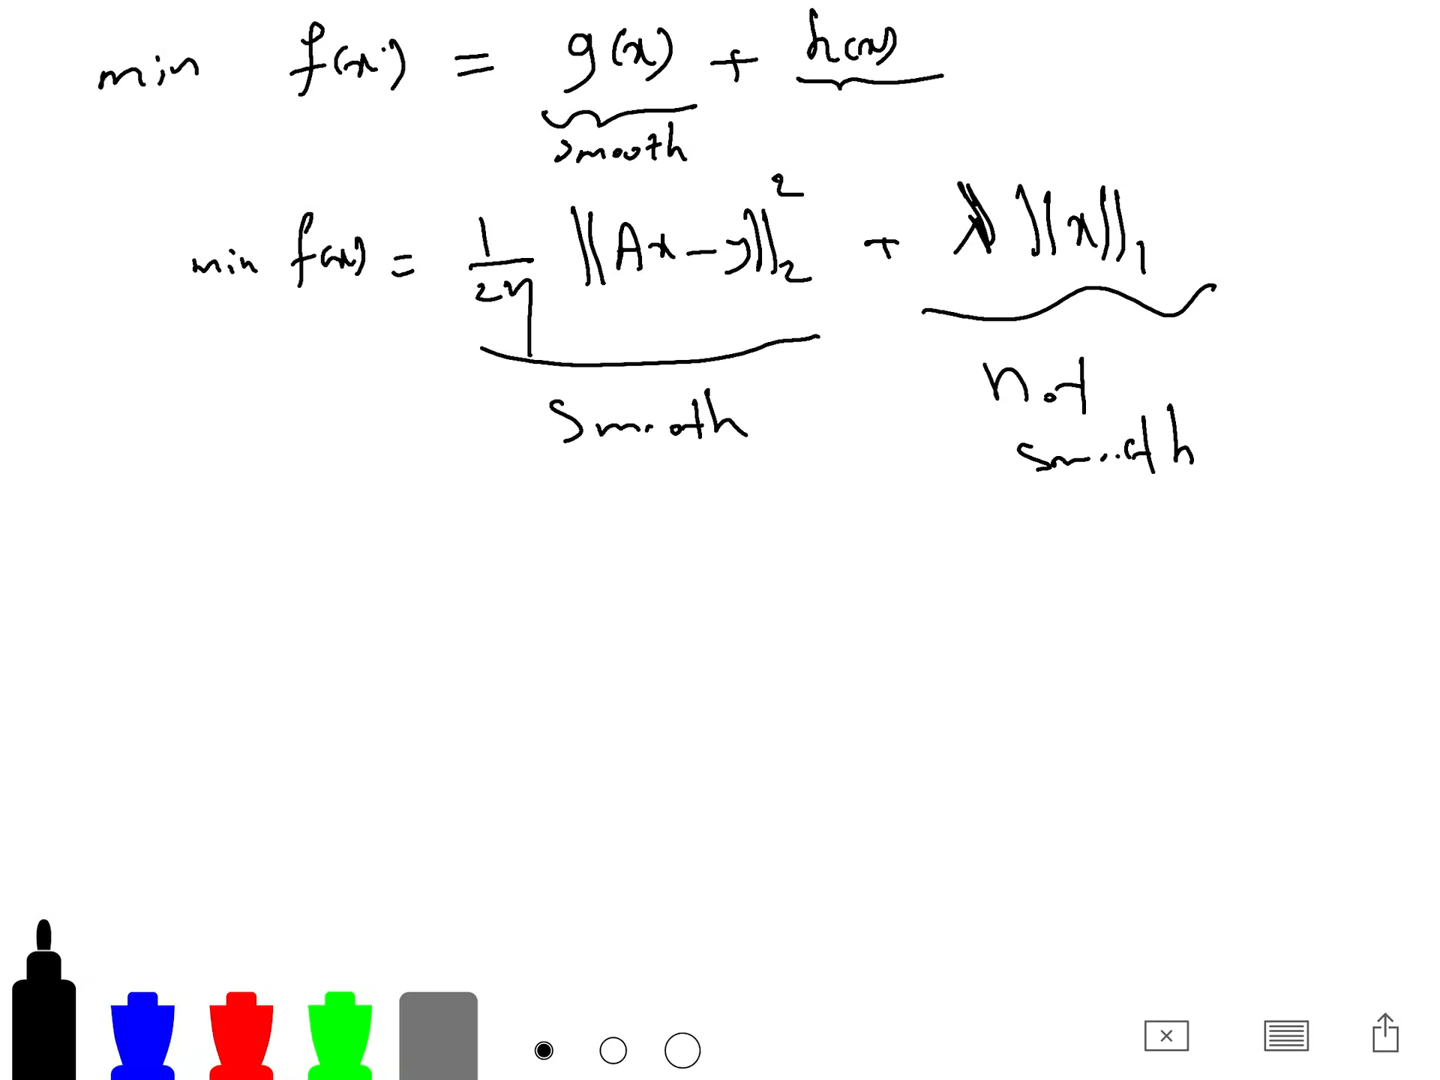 min f(x) = g(x) + h(x)
smooth
min f(x) = 1/2η ||Ax - y||₂² + λ ||x||₁
smooth not
smooth